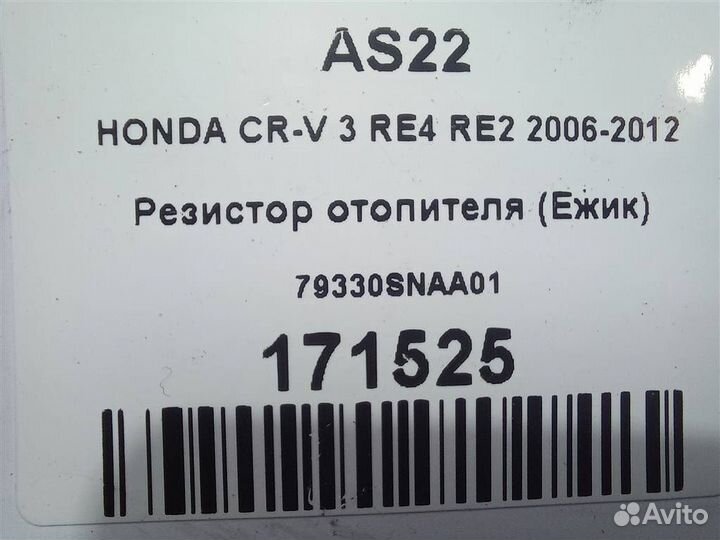 AS22
HONDA CR-V 3 RE4 RE2 2006-2012
Резистор отопителя (Ежик)
79330SNAA01
171525
Avito